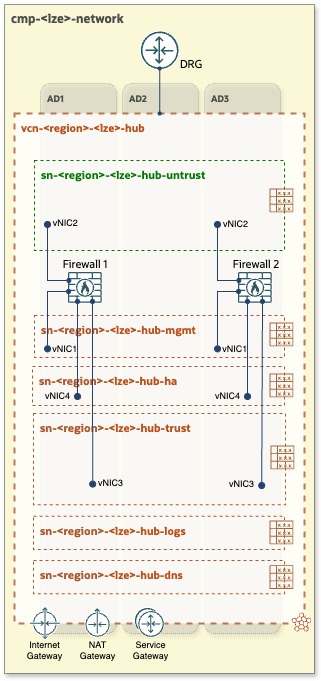 cmp-<lze>-network
DRG
AD1
AD2
AD3
vcn-<region>-<lze>-hub
sn-<region>-<lze>-hub-untrust
vNIC2
vNIC2
Firewall 1
Firewall 2
sn-<region>-<lze>-hub-mgmt
vNIC1
vNIC1
sn-<region>-<lze>-hub-ha
vNIC4
vNIC4
sn-<region>-<lze>-hub-trust
vNIC3
vNIC3
sn-<region>-<lze>-hub-logs
sn-<region>-<lze>-hub-dns
Internet
Gateway
NAT
Gateway
Service
Gateway